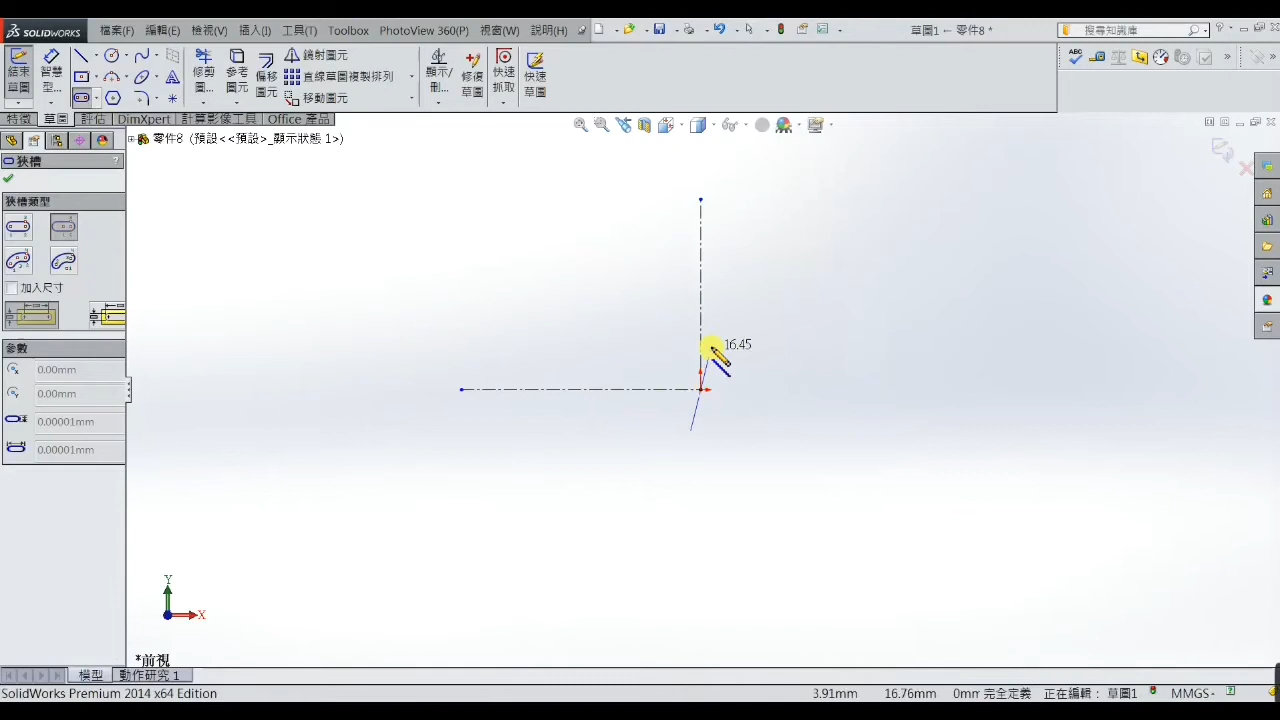 SOLIDWORKS 檔案(F) 編輯(E) 檢視(V) 插入(I) 工具(T) Toolbox PhotoView 360(P) 視窗(W) 說明(H) 草圖1 ← 零件8 * 搜尋知識庫
結束草圖 智慧型... 修剪圖... 參考圖元 偏移圖元 鏡射圖元 直線草圖複製排列 移動圖元 顯示/刪... 修復草圖 快速抓取 快速草圖
特徵 草圖 評估 DimXpert 計算影像工具 Office 產品
零件8 (預設<<預設>_顯示狀態 1>)
狹槽 ?
狹槽類型
加入尺寸
參數
0.00mm
0.00mm
0.00001mm
0.00001mm
16.45
Y
X
*前視
模型 動作研究 1
SolidWorks Premium 2014 x64 Edition 3.91mm 16.76mm 0mm 完全定義 正在編輯： 草圖1 MMGS